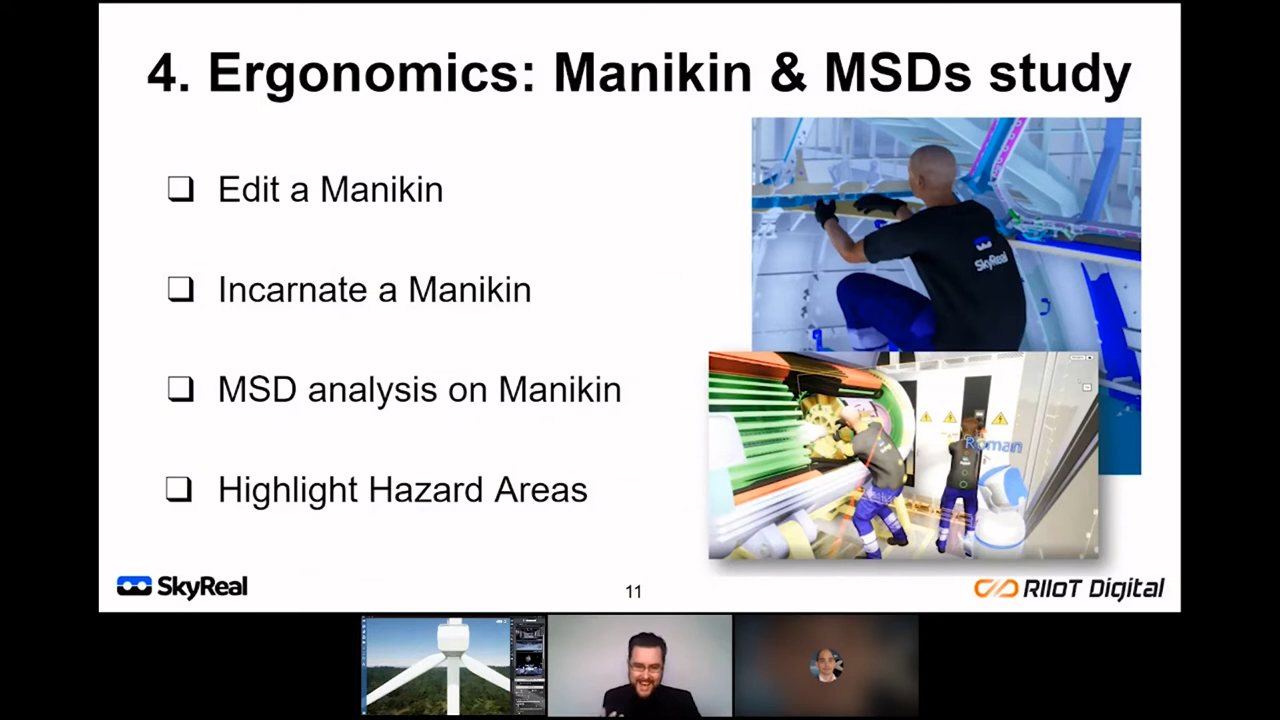 4. Ergonomics: Manikin & MSDs study
Edit a Manikin
Incarnate a Manikin
MSD analysis on Manikin
Highlight Hazard Areas
SkyReal
Romain
SkyReal
11
RIIoT Digital